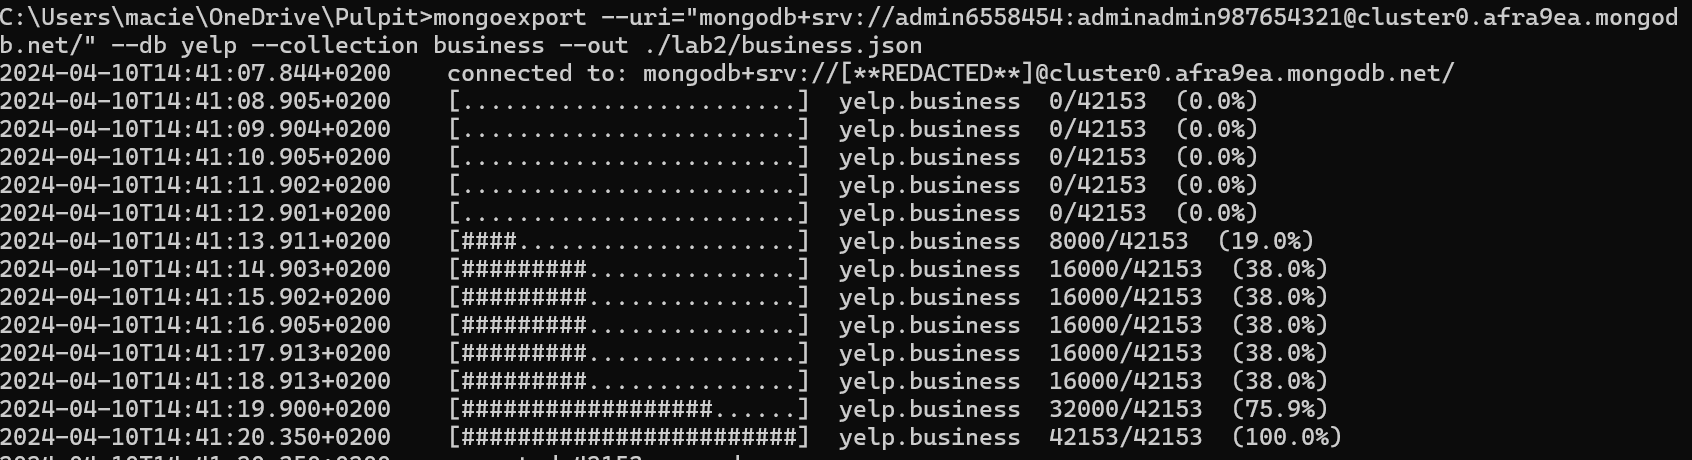 C:\Users\macie\OneDrive\Pulpit>mongoexport --uri="mongodb+srv://admin6558454:adminadmin987654321@cluster0.afra9ea.mongod
b.net/" --db yelp --collection business --out ./lab2/business.json
2024-04-10T14:41:07.844+0200    connected to: mongodb+srv://[**REDACTED**]@cluster0.afra9ea.mongodb.net/
2024-04-10T14:41:08.905+0200    [........................]  yelp.business  0/42153  (0.0%)
2024-04-10T14:41:09.904+0200    [........................]  yelp.business  0/42153  (0.0%)
2024-04-10T14:41:10.905+0200    [........................]  yelp.business  0/42153  (0.0%)
2024-04-10T14:41:11.902+0200    [........................]  yelp.business  0/42153  (0.0%)
2024-04-10T14:41:12.901+0200    [........................]  yelp.business  0/42153  (0.0%)
2024-04-10T14:41:13.911+0200    [####....................]  yelp.business  8000/42153  (19.0%)
2024-04-10T14:41:14.903+0200    [#########...............]  yelp.business  16000/42153  (38.0%)
2024-04-10T14:41:15.902+0200    [#########...............]  yelp.business  16000/42153  (38.0%)
2024-04-10T14:41:16.905+0200    [#########...............]  yelp.business  16000/42153  (38.0%)
2024-04-10T14:41:17.913+0200    [#########...............]  yelp.business  16000/42153  (38.0%)
2024-04-10T14:41:18.913+0200    [#########...............]  yelp.business  16000/42153  (38.0%)
2024-04-10T14:41:19.900+0200    [##################......]  yelp.business  32000/42153  (75.9%)
2024-04-10T14:41:20.350+0200    [########################]  yelp.business  42153/42153  (100.0%)